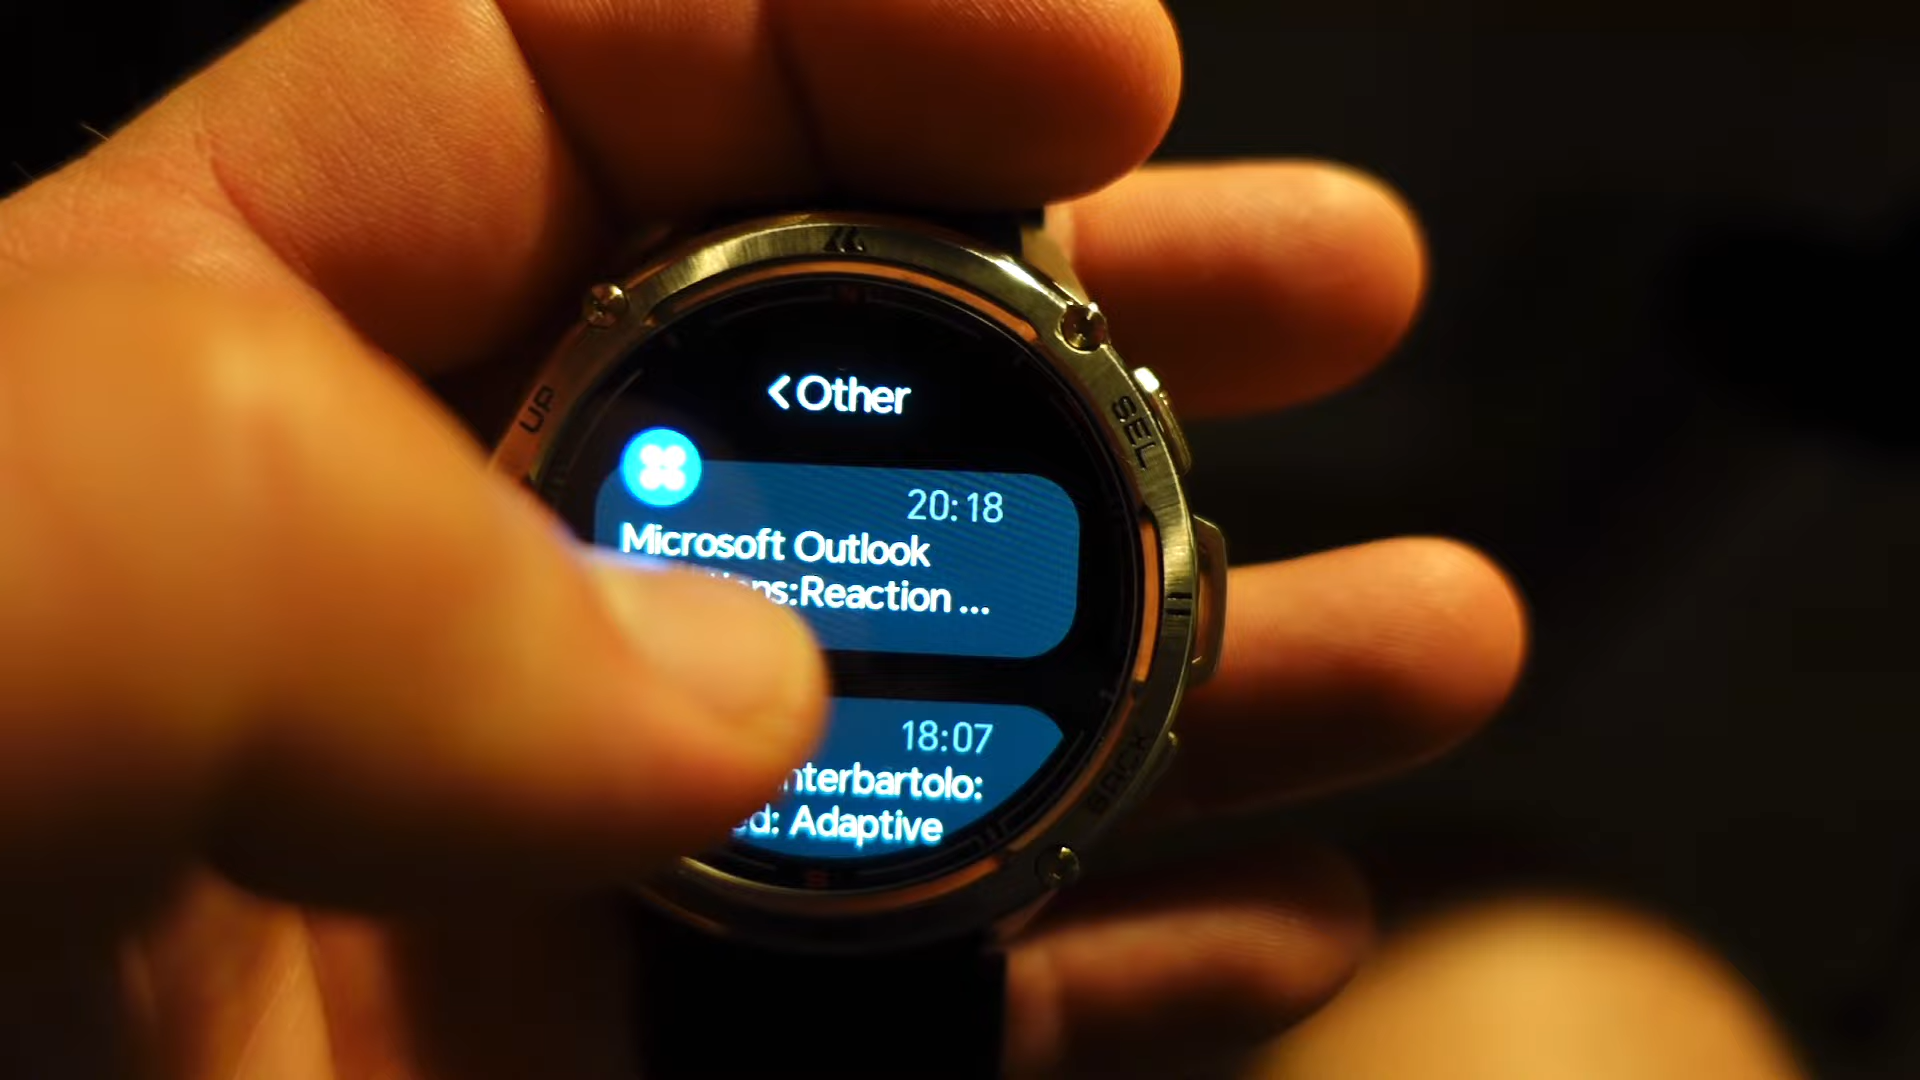 UP
SEL
BACK
Other
20:18
Microsoft Outlook
:Reaction ...
18:07
nterbartolo:
d: Adaptive